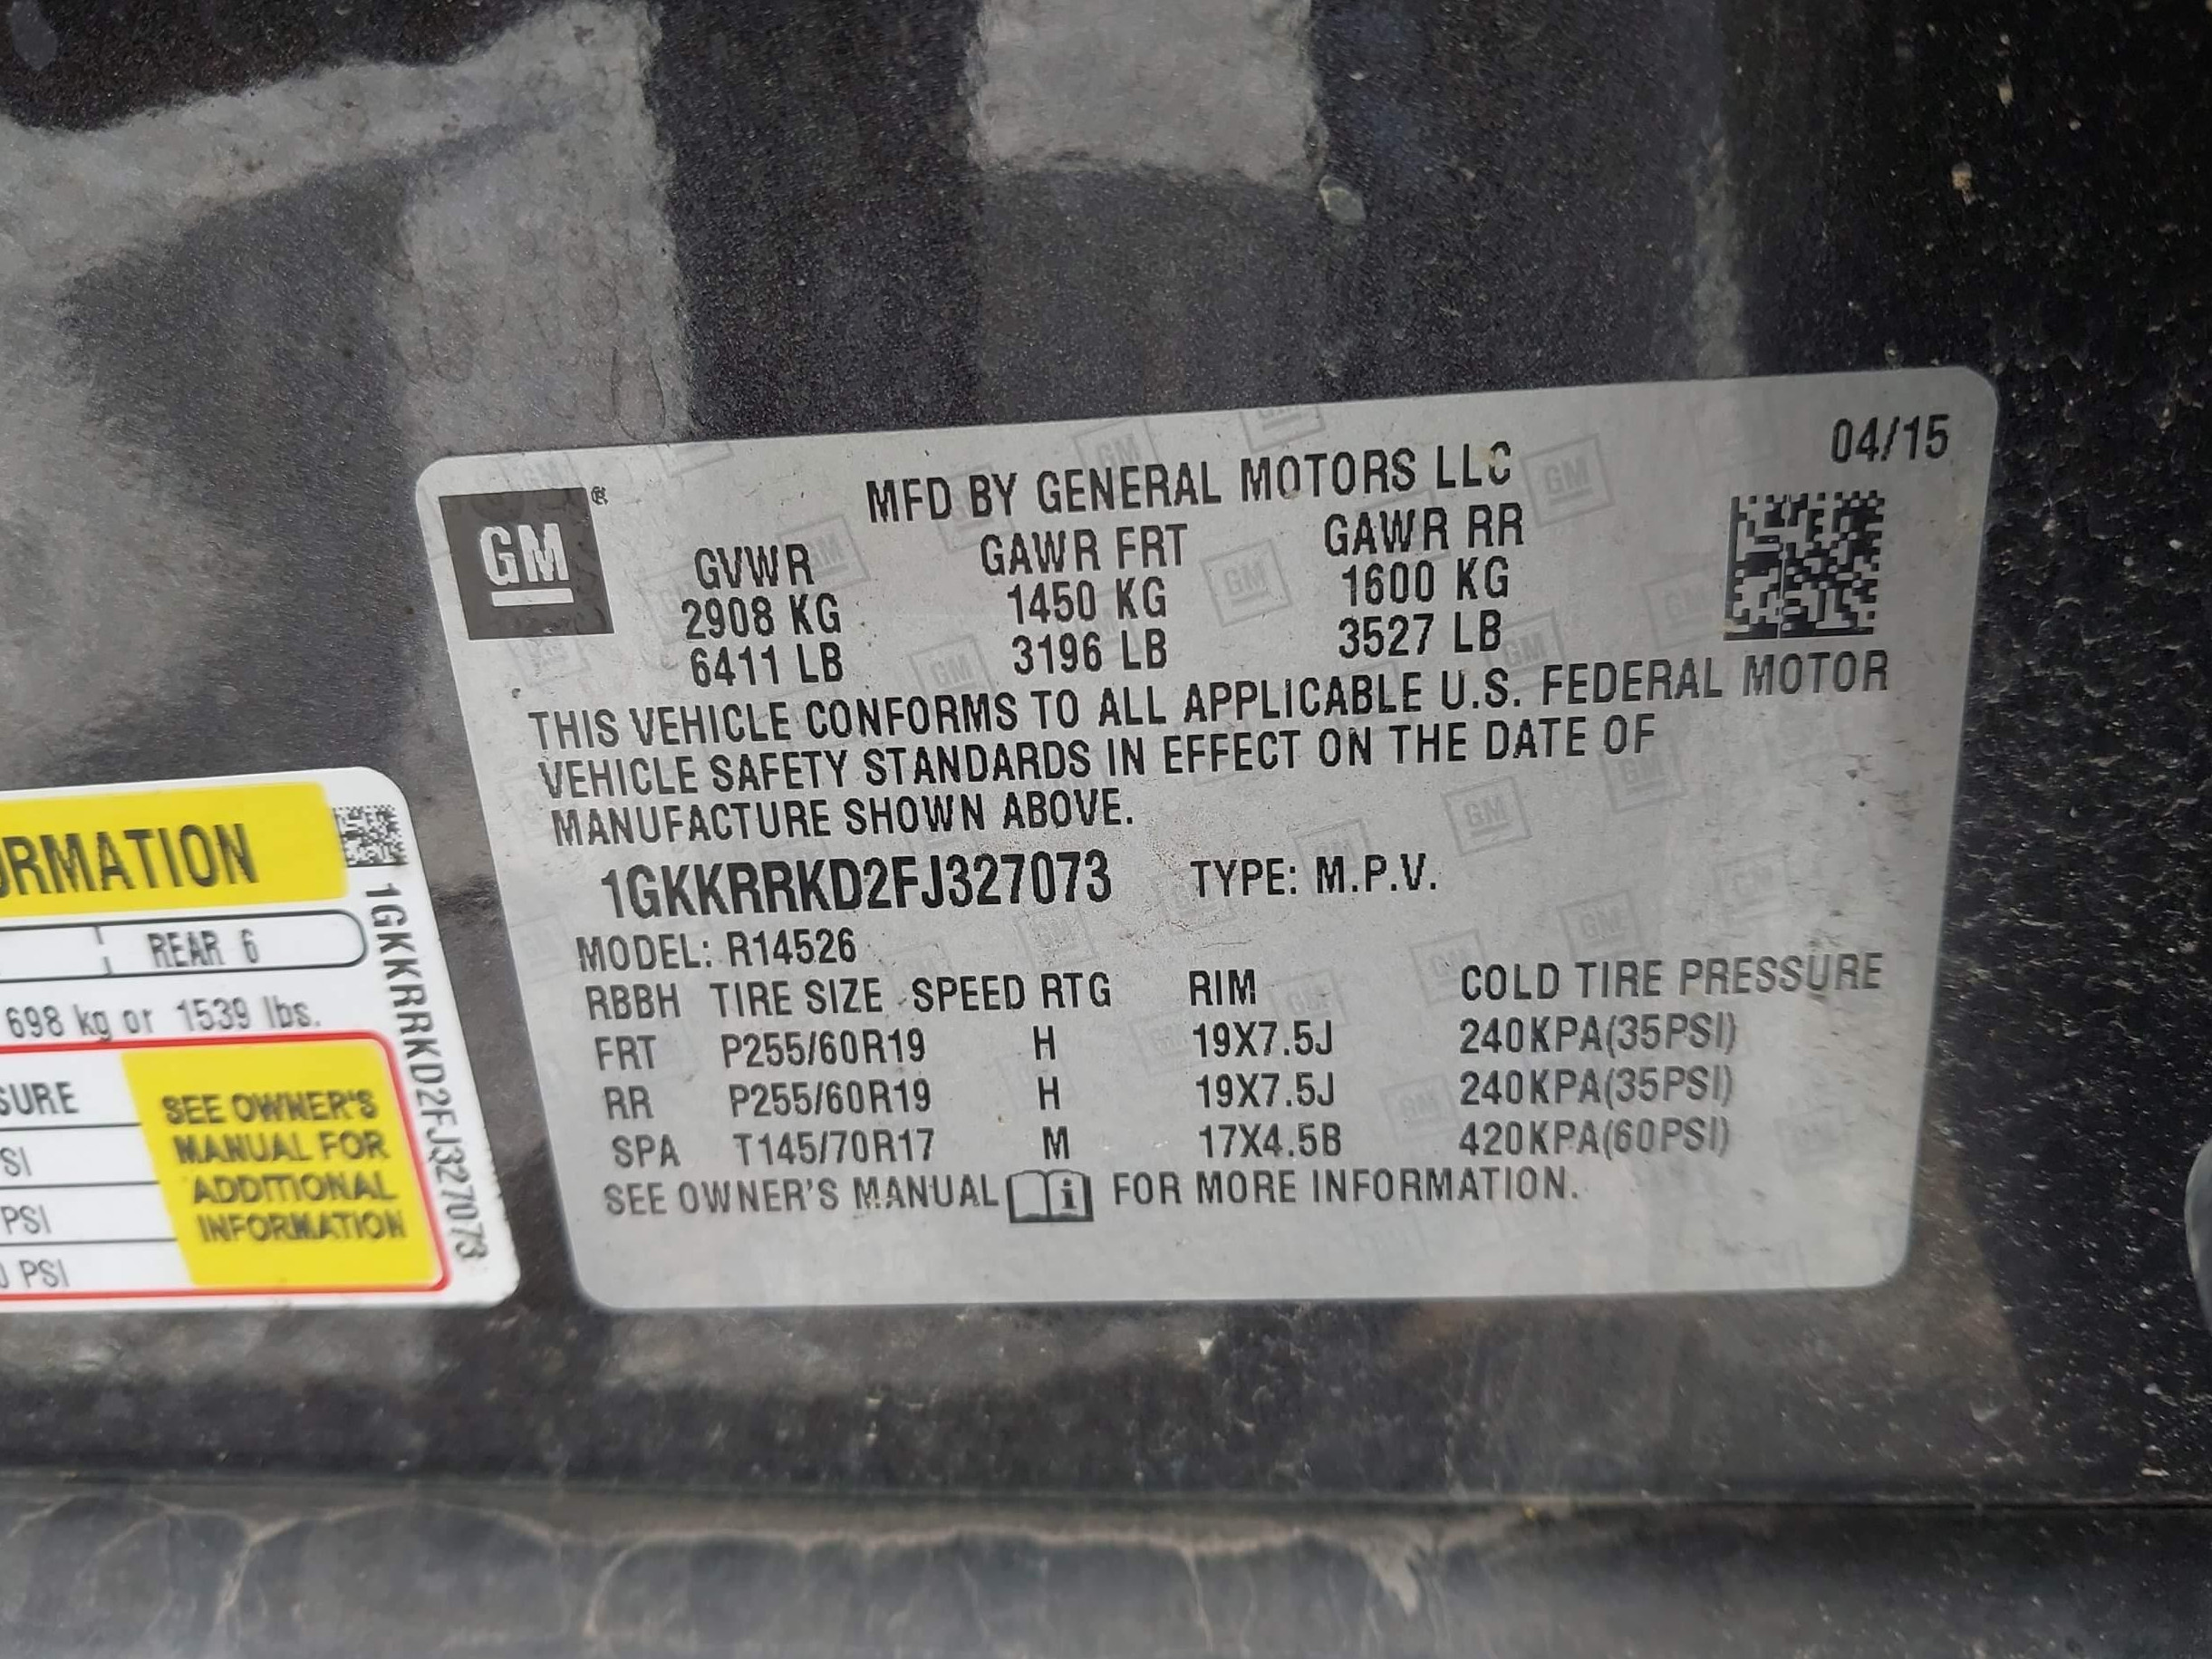 04/15
GM®
MFD BY GENERAL MOTORS LLC
GVWR GAWR FRT GAWR RR
2908 KG 1450 KG 1600 KG
6411 LB 3196 LB 3527 LB
THIS VEHICLE CONFORMS TO ALL APPLICABLE U.S. FEDERAL MOTOR
VEHICLE SAFETY STANDARDS IN EFFECT ON THE DATE OF
MANUFACTURE SHOWN ABOVE.
1GKKRRKD2FJ327073 TYPE: M.P.V.
MODEL: R14526
RBBH TIRE SIZE SPEED RTG RIM COLD TIRE PRESSURE
FRT P255/60R19 H 19X7.5J 240KPA(35PSI)
RR P255/60R19 H 19X7.5J 240KPA(35PSI)
SPA T145/70R17 M 17X4.5B 420KPA(60PSI)
SEE OWNER'S MANUAL i FOR MORE INFORMATION.
ORMATION
REAR 6
698 kg or 1539 lbs.
SURE
SI
PSI
PSI
SEE OWNER'S
MANUAL FOR
ADDITIONAL
INFORMATION
1GKKRRKD2FJ327073